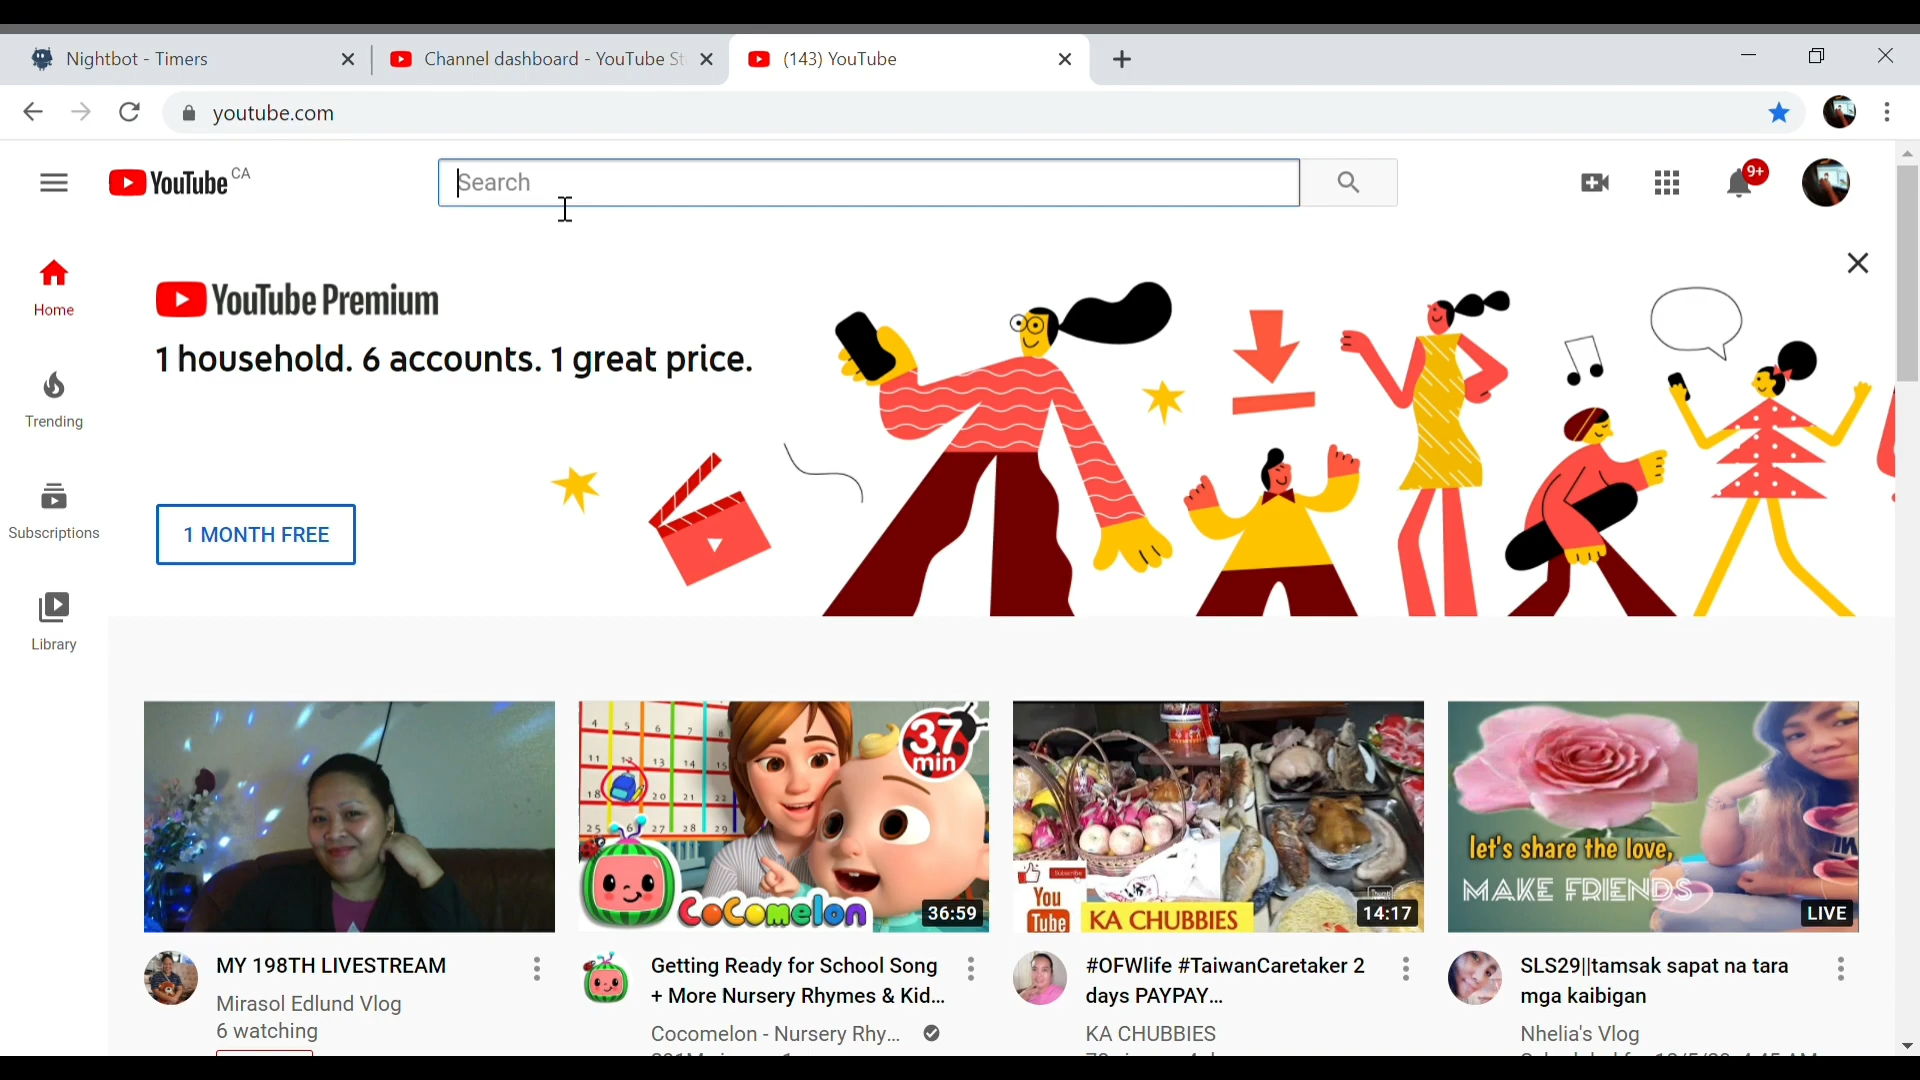 Nightbot - Timers
Channel dashboard - YouTube St
(143) YouTube
youtube.com
YouTube CA
Search
9+
Home
Trending
Subscriptions
Library
YouTube Premium
1 household. 6 accounts. 1 great price.
1 MONTH FREE
37
min
COCOMELON
36:59
Subscribe
You
Tube
KA CHUBBIES
14:17
let's share the love,
MAKE FRIENDS
LIVE
MY 198TH LIVESTREAM
Mirasol Edlund Vlog
6 watching
Getting Ready for School Song
+ More Nursery Rhymes & Kid...
Cocomelon - Nursery Rhy...
#OFWlife #TaiwanCaretaker 2
days PAYPAY...
KA CHUBBIES
SLS29||tamsak sapat na tara
mga kaibigan
Nhelia's Vlog